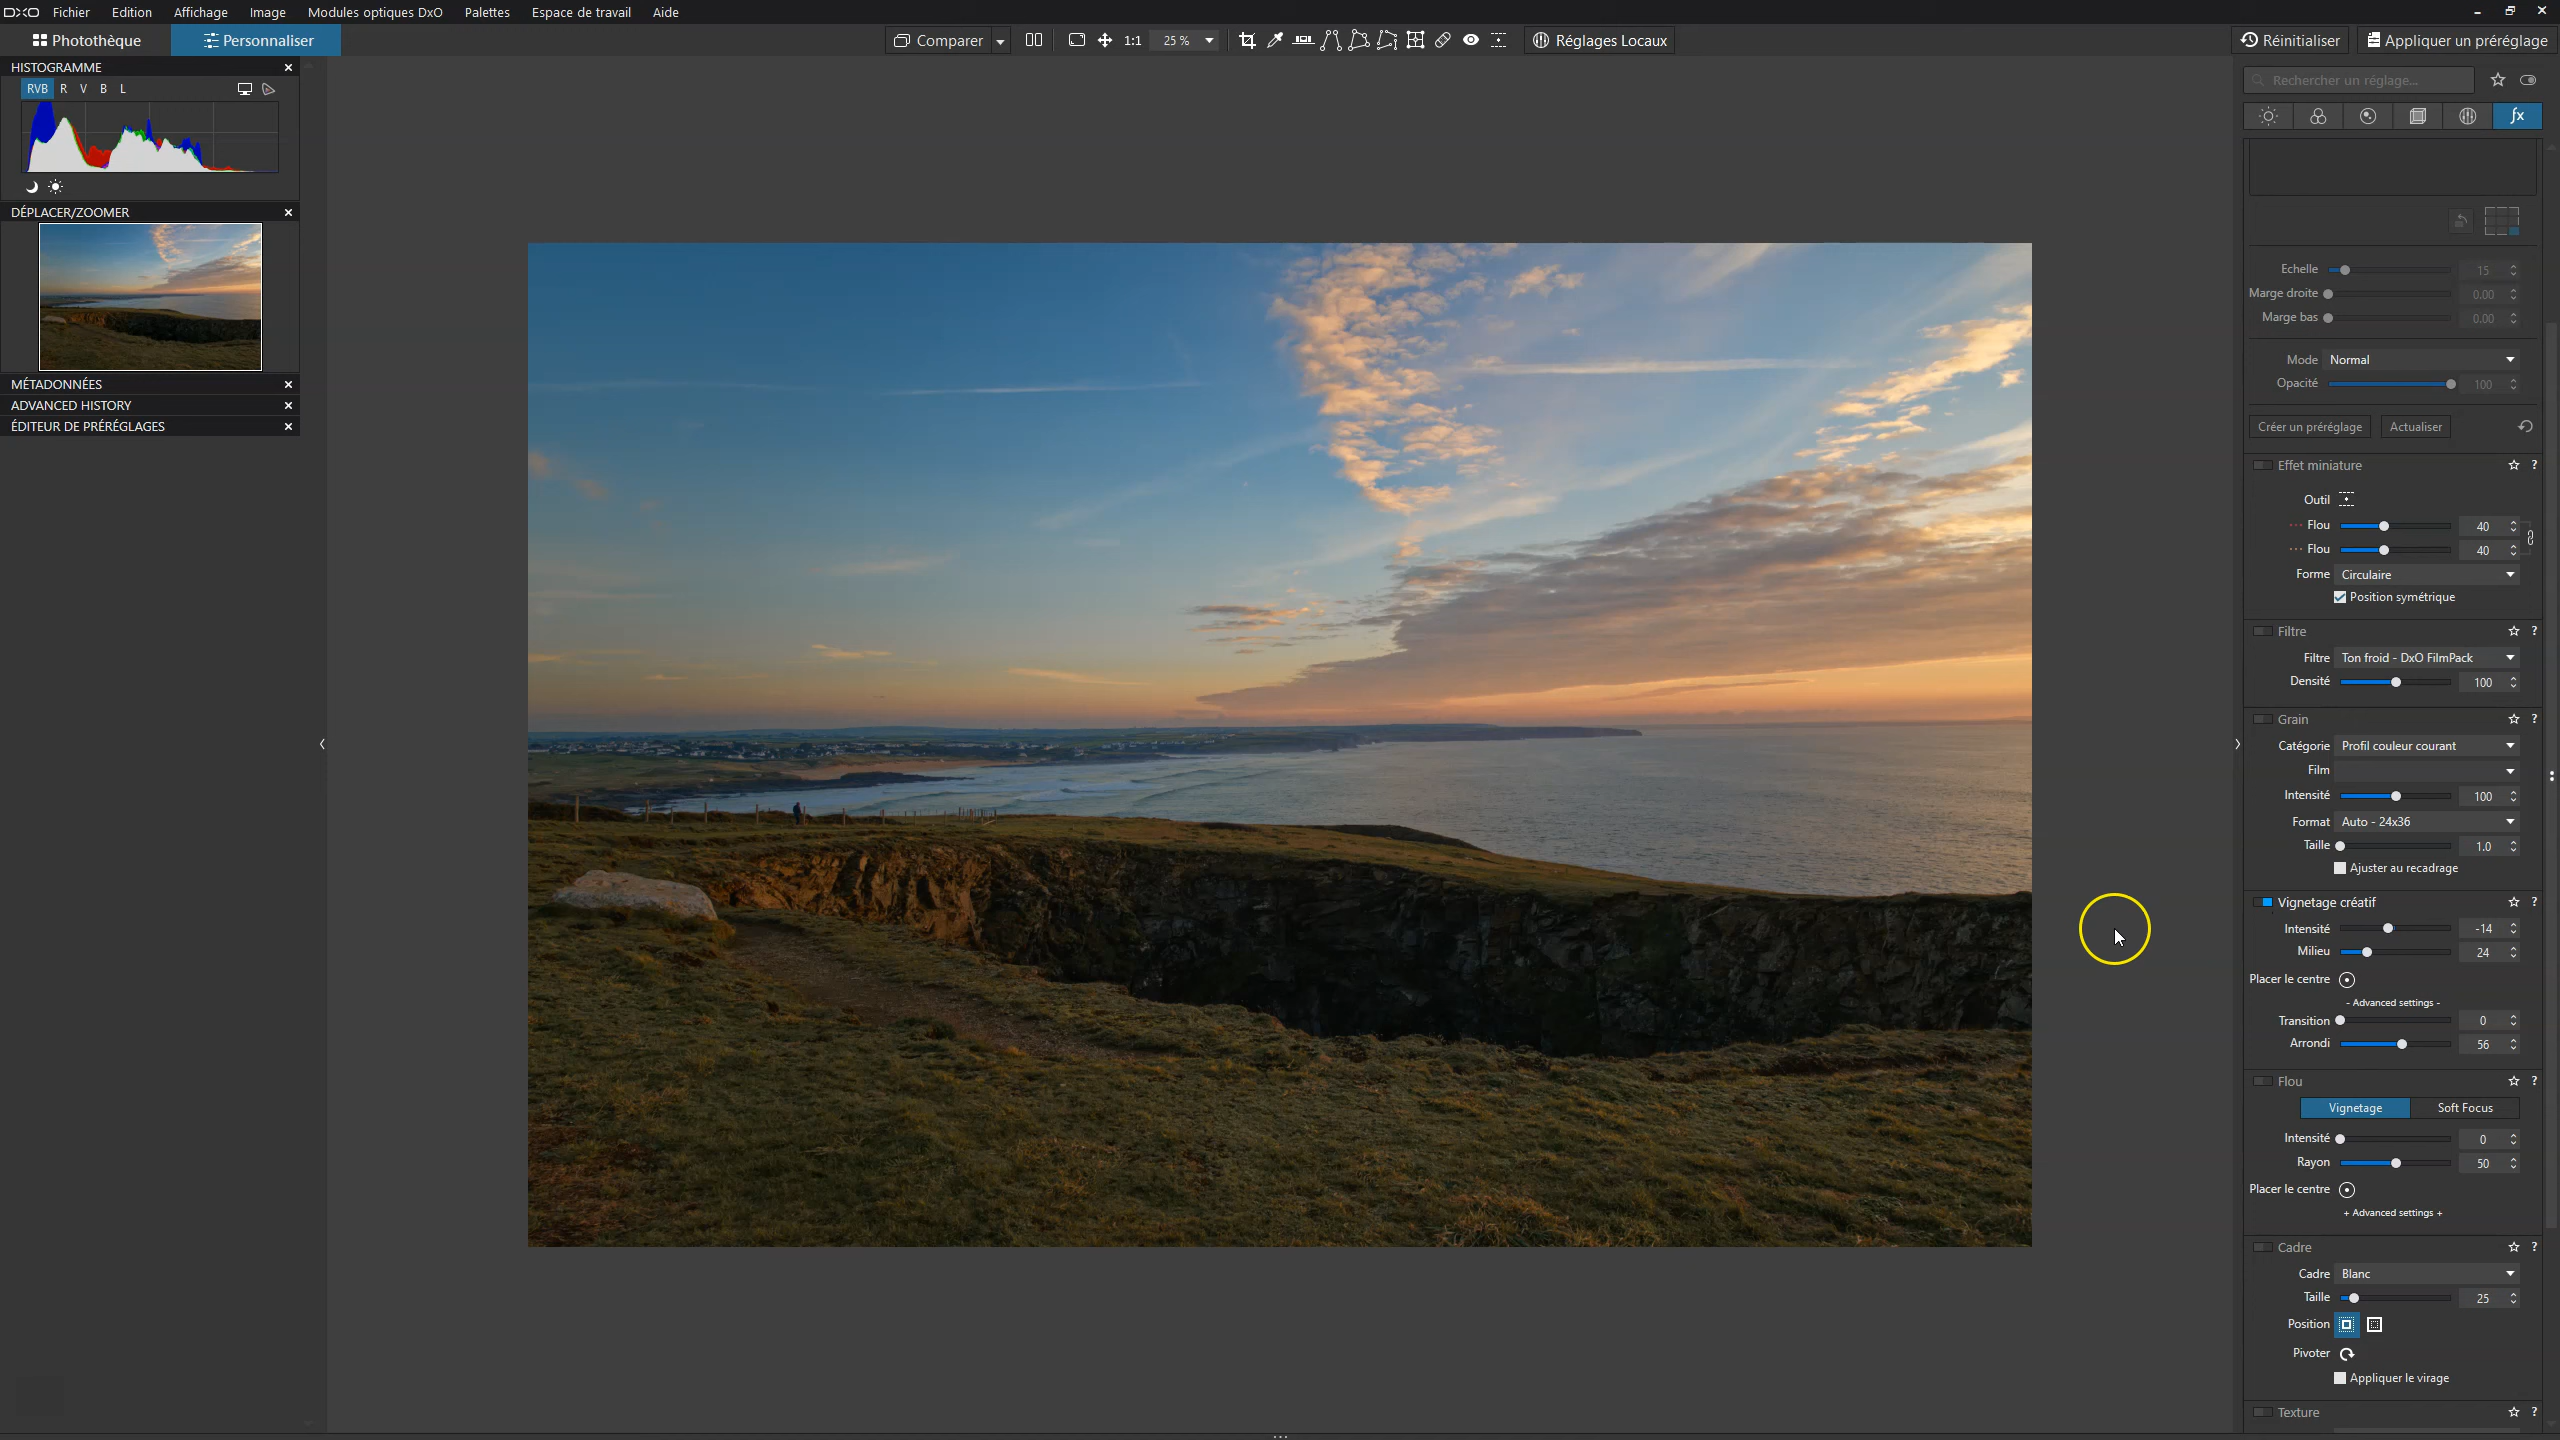 DXO Fichier Edition Affichage Image Modules optiques DxO Palettes Espace de travail Aide
Photothèque Personnaliser Comparer 1:1 25 % Réglages Locaux Réinitialiser Appliquer un préréglage
HISTOGRAMME
RVB R V B L
DÉPLACER/ZOOMER
MÉTADONNÉES
ADVANCED HISTORY
ÉDITEUR DE PRÉRÉGLAGES
Rechercher un réglage...
fx
Echelle 15
Marge droite 0.00
Marge bas 0.00
Mode Normal
Opacité 100
Créer un préréglage Actualiser
Effet miniature ?
Outil
Flou 40
Flou 40
Forme Circulaire
Position symétrique
Filtre ?
Filtre Ton froid - DxO FilmPack
Densité 100
Grain ?
Catégorie Profil couleur courant
Film
Intensité 100
Format Auto - 24x36
Taille 1.0
Ajuster au recadrage
Vignetage créatif ?
Intensité -14
Milieu 24
Placer le centre
- Advanced settings -
Transition 0
Arrondi 56
Flou ?
Vignetage Soft Focus
Intensité 0
Rayon 50
Placer le centre
+ Advanced settings +
Cadre ?
Cadre Blanc
Taille 25
Position
Pivoter
Appliquer le virage
Texture ?